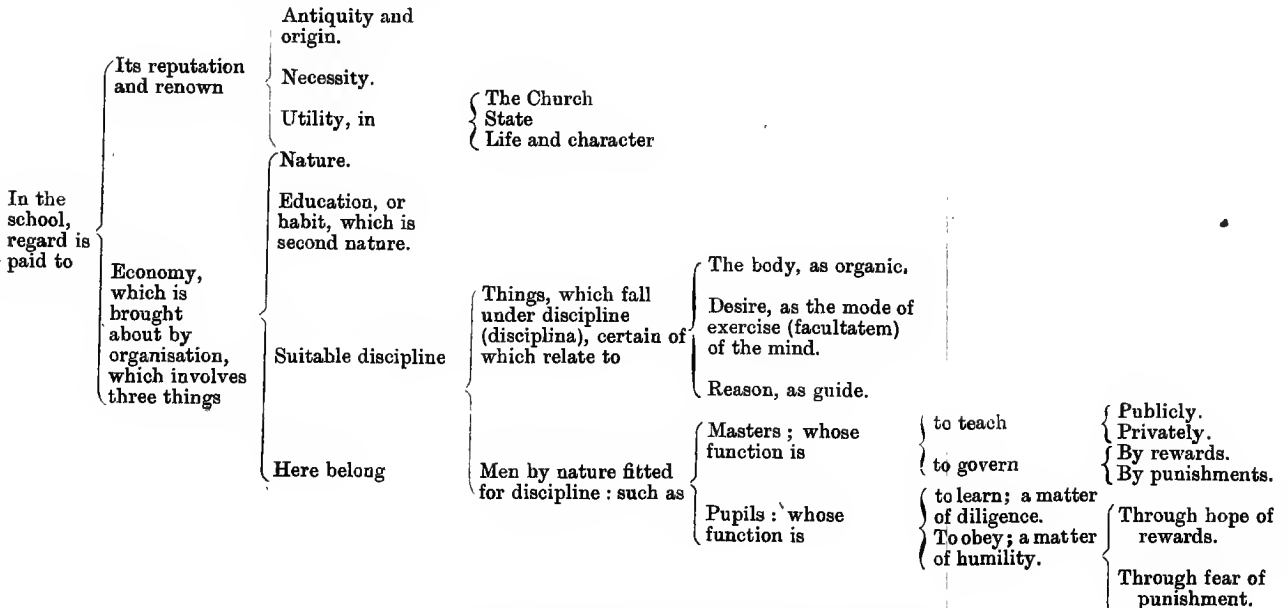 In the
school,
regard is
paid to
Its reputation
and renown
Antiquity and
origin.
Necessity.
Utility, in
The Church
State
Life and character
Economy,
which is
brought
about by
organisation,
which involves
three things
Nature.
Education, or
habit, which is
second nature.
Suitable discipline
Here belong
Things, which fall
under discipline
(disciplina), certain of
which relate to
The body, as organic.
Desire, as the mode of
exercise (facultatem)
of the mind.
Reason, as guide.
Men by nature fitted
for discipline : such as
Masters ; whose
function is
to teach
Publicly.
Privately.
to govern
By rewards.
By punishments.
Pupils : whose
function is
to learn; a matter
of diligence.
To obey; a matter
of humility.
Through hope of
rewards.
Through fear of
punishment.